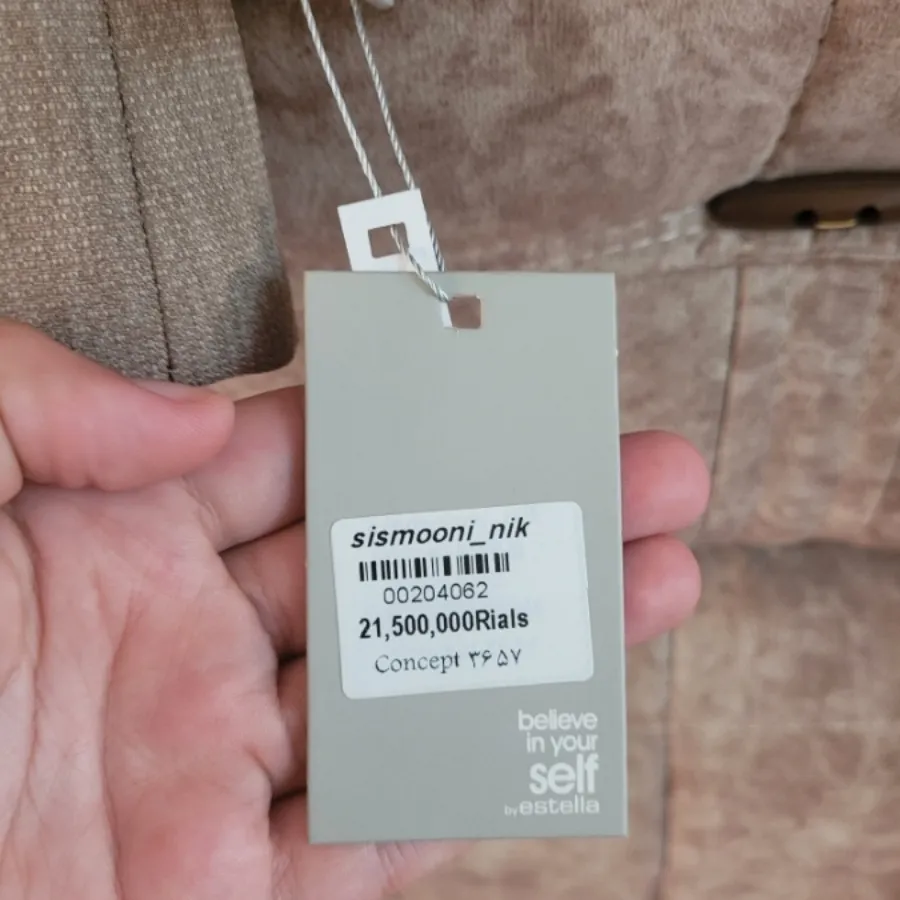 sismooni_nik
00204062
21,500,000Rials
Concept ۳۶۵۷
believe
in your
self
by estella